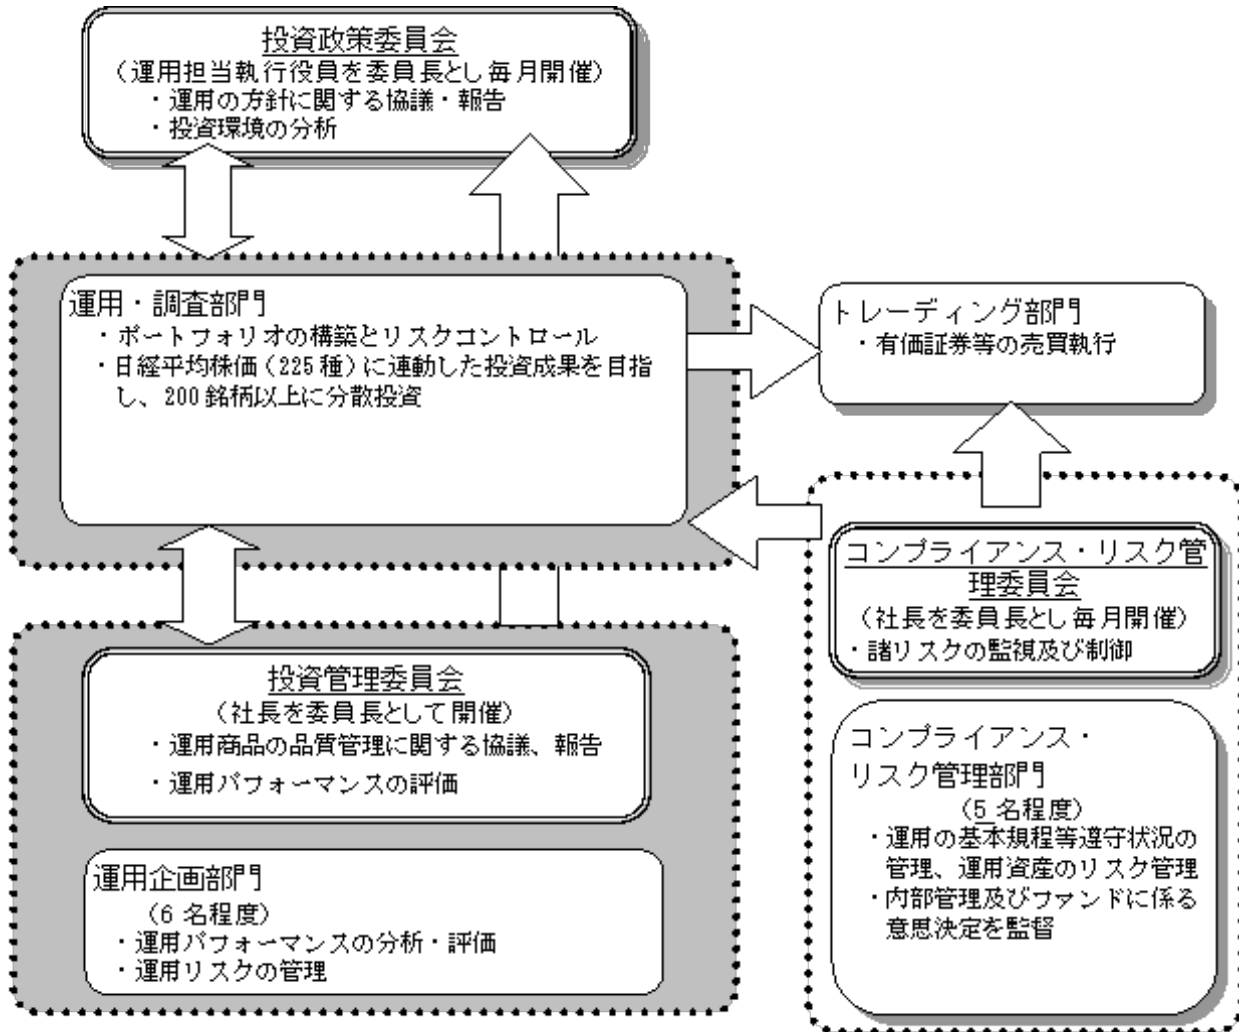 投資政策委員会
（運用担当執行役員を委員長とし毎月開催）
・運用の方針に関する協議・報告
・投資環境の分析
運用・調査部門
・ポートフォリオの構築とリスクコントロール
・日経平均株価（225種）に連動した投資成果を目指
し、200銘柄以上に分散投資
トレーディング部門
・有価証券等の売買執行
コンプライアンス・リスク管
理委員会
（社長を委員長とし毎月開催）
・諸リスクの監視及び制御
投資管理委員会
（社長を委員長として開催）
・運用商品の品質管理に関する協議、報告
・運用パフォーマンスの評価
コンプライアンス・
リスク管理部門
（5名程度）
・運用の基本規程等遵守状況の
管理、運用資産のリスク管理
・内部管理及びファンドに係る
意思決定を監督
運用企画部門
（6名程度）
・運用パフォーマンスの分析・評価
・運用リスクの管理